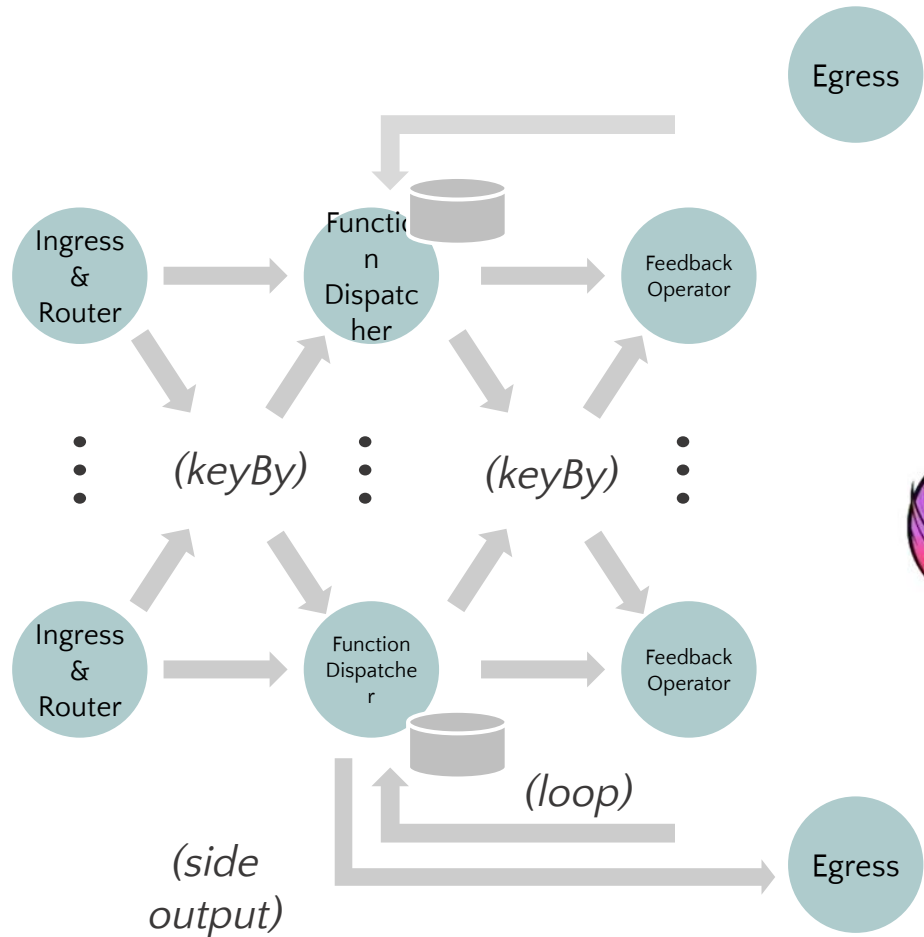 Egress
Ingress
&
Router
Functio
n
Dispatc
her
Feedback
Operator
(keyBy)
(keyBy)
Ingress
&
Router
Function
Dispatche
r
Feedback
Operator
(loop)
(side
output)
Egress